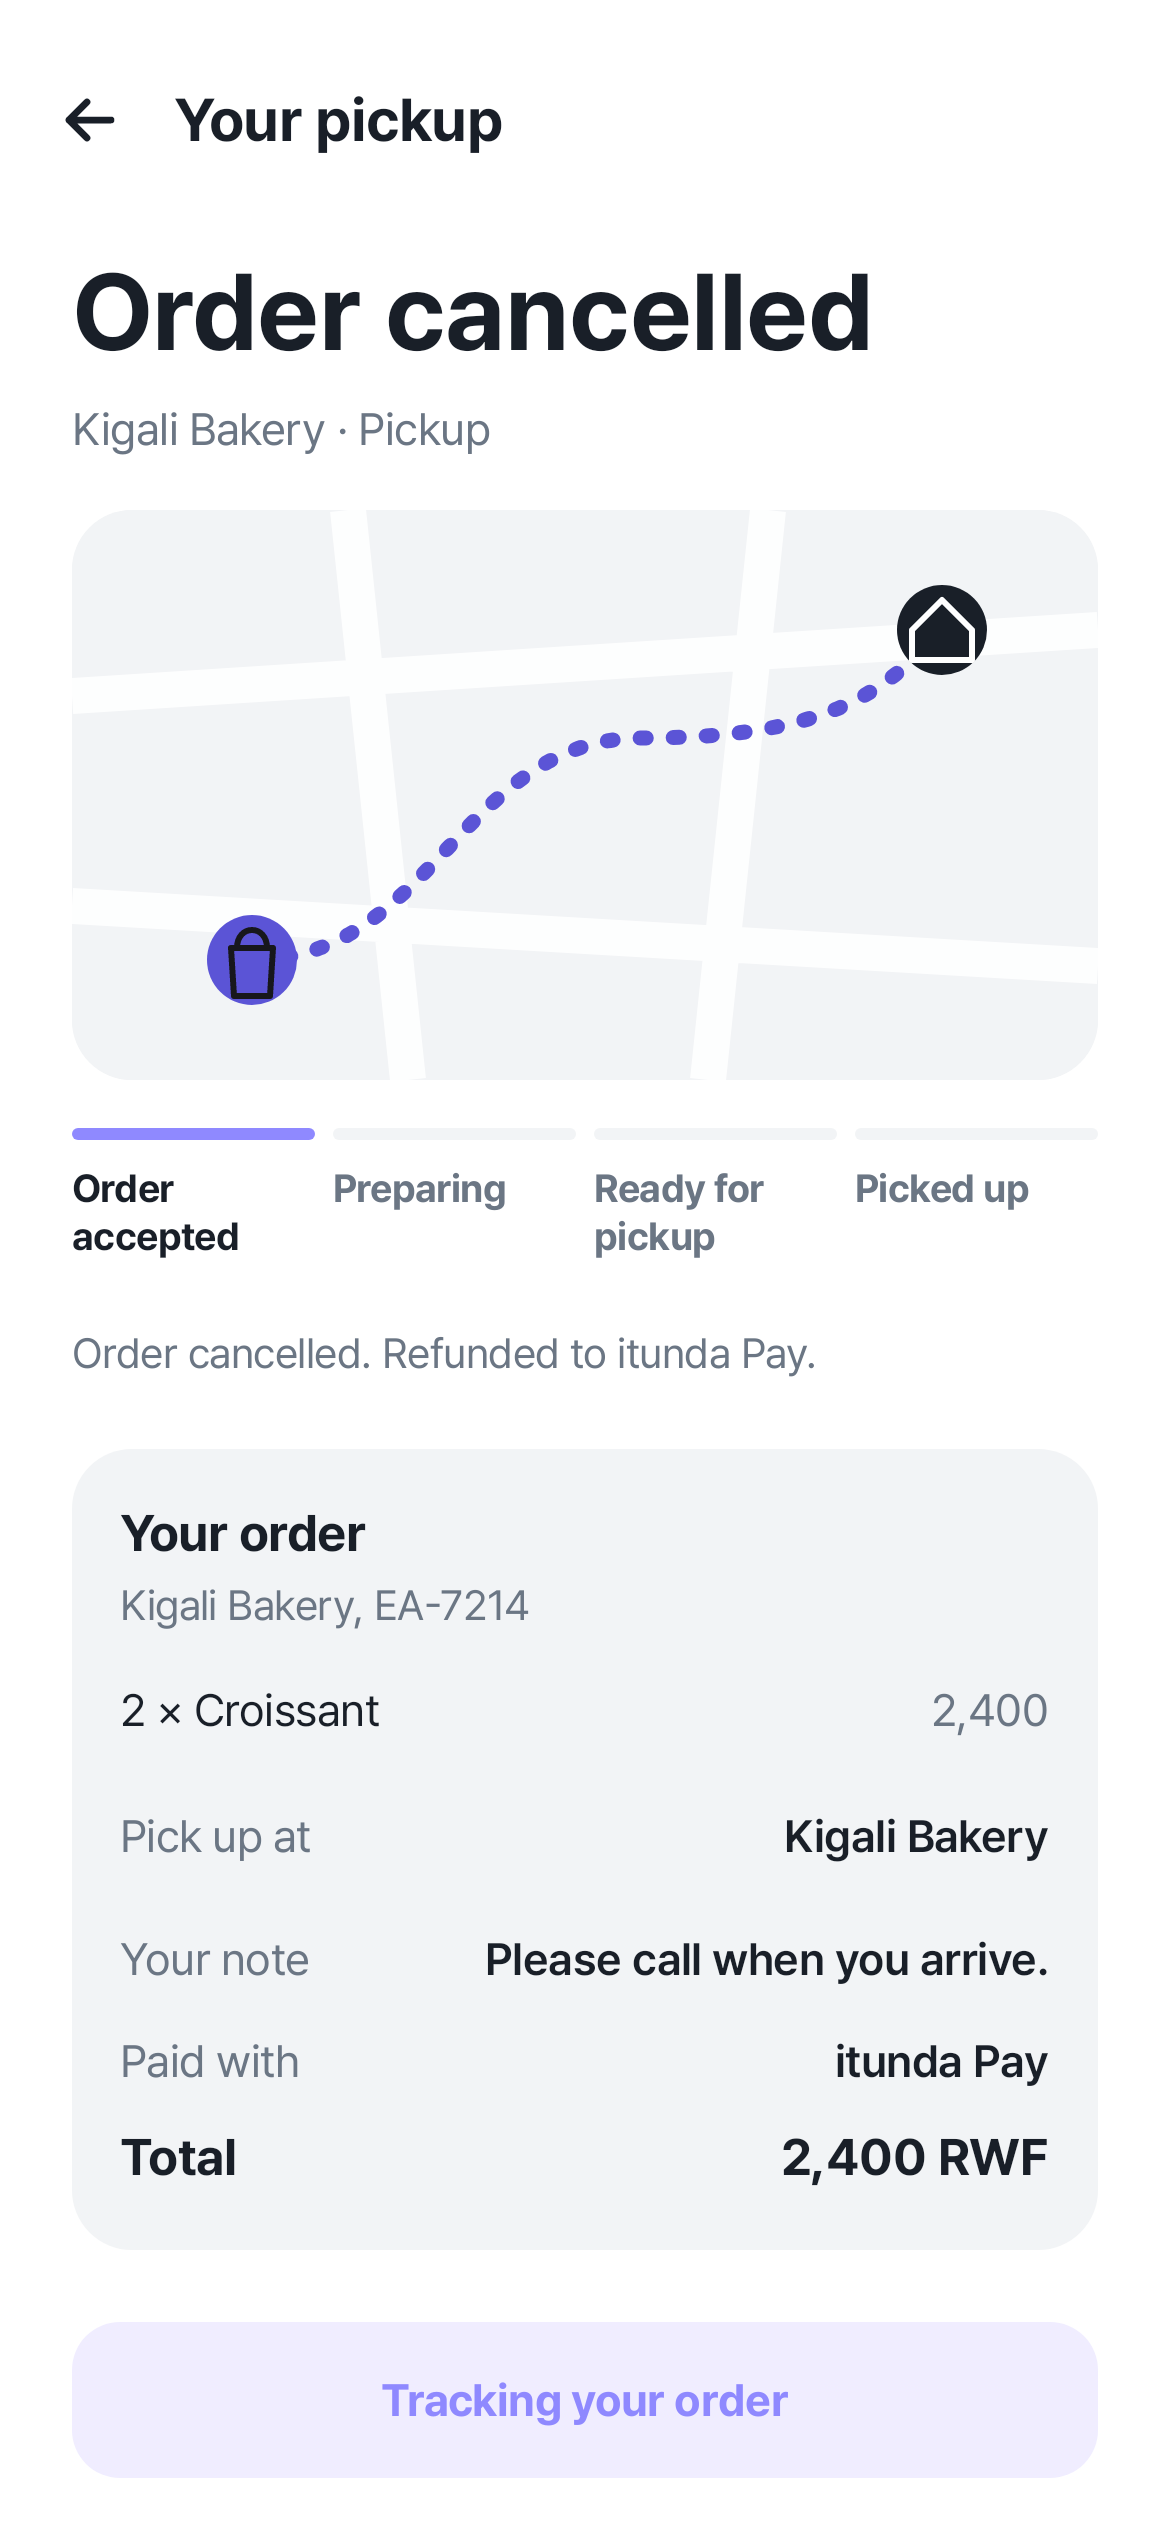 Your pickup
Order cancelled
Kigali Bakery · Pickup
Order accepted
Preparing
Ready for pickup
Picked up
Order cancelled. Refunded to itunda Pay.
Your order
Kigali Bakery, EA-7214
2 × Croissant 2,400
Pick up at Kigali Bakery
Your note Please call when you arrive.
Paid with itunda Pay
Total 2,400 RWF
Tracking your order